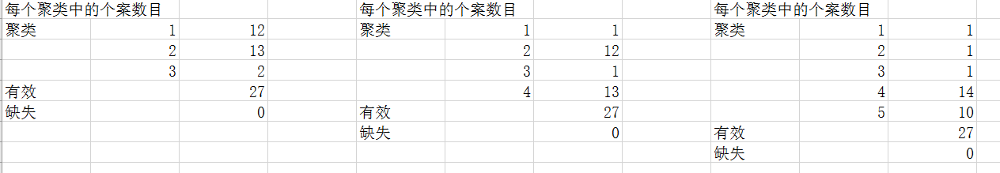 每个聚类中的个案数目 每个聚类中的个案数目 每个聚类中的个案数目
聚类 1 12 聚类 1 1 聚类 1 1
2 13 2 12 2 1
3 2 3 1 3 1
有效 27 4 13 4 14
缺失 0 有效 27 5 10
缺失 0 有效 27
缺失 0